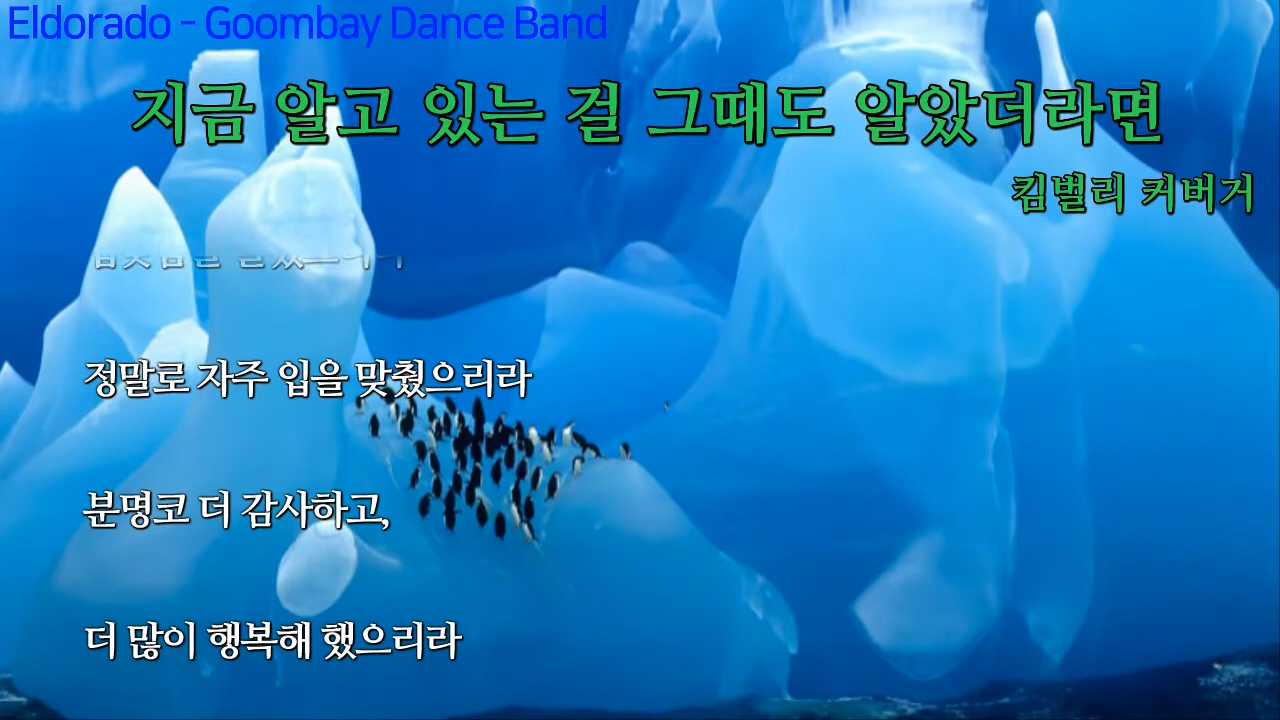 Eldorado - Goombay Dance Band
지금 알고 있는 걸 그때도 알았더라면
킴벌리 커버거
정말로 자주 입을 맞췄으리라
분명코 더 감사하고,
더 많이 행복해 했으리라